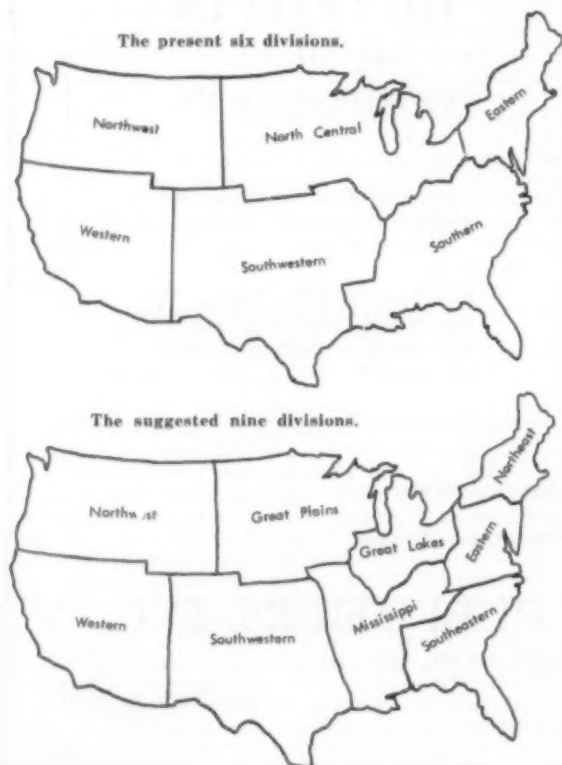 The present six divisions.
Northwest
North Central
Eastern
Western
Southwestern
Southern
The suggested nine divisions.
Northeast
Great Plains
Great Lakes
Eastern
Western
Southwestern
Mississippi
Southeastern